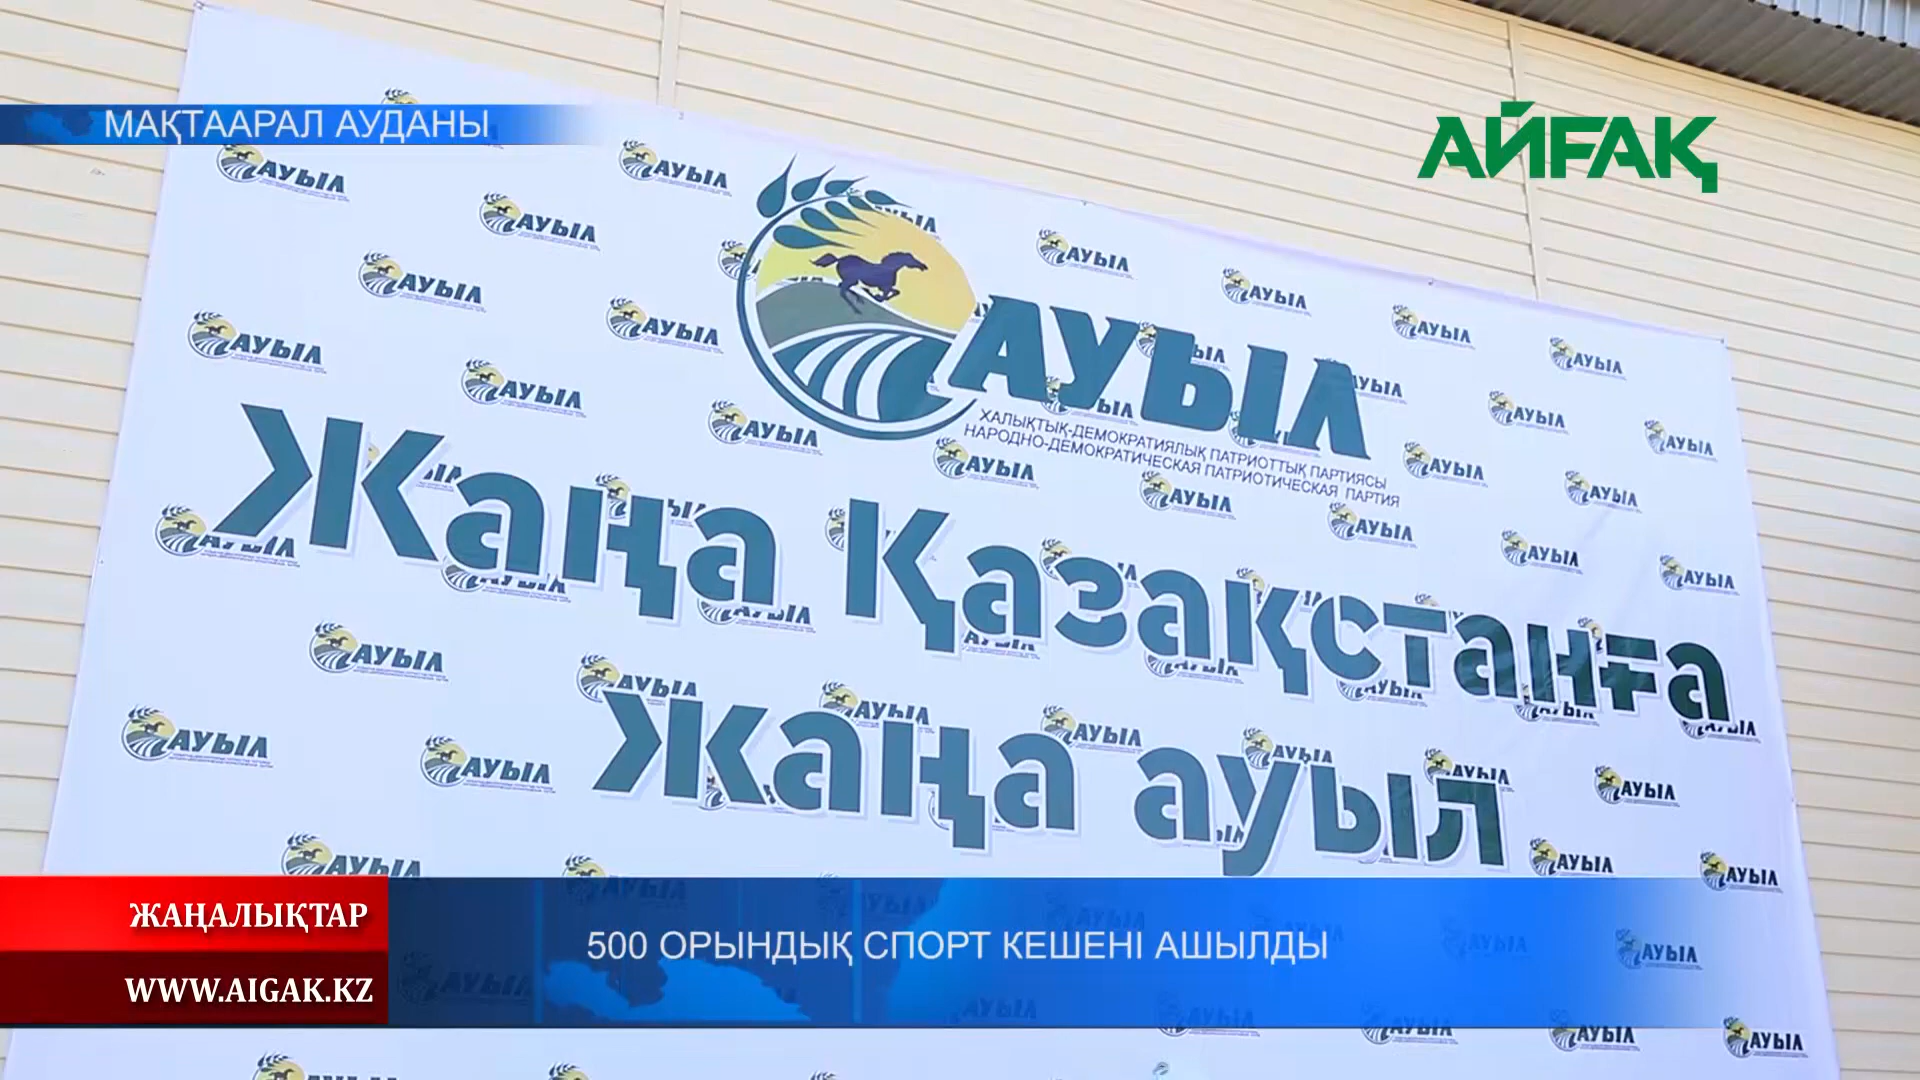 МАҚТААРАЛ АУДАНЫ
АЙҒАҚ
АУЫЛ
ХАЛЫҚТЫҚ-ДЕМОКРАТИЯЛЫҚ ПАТРИОТТЫҚ ПАРТИЯСЫ
НАРОДНО-ДЕМОКРАТИЧЕСКАЯ ПАТРИОТИЧЕСКАЯ ПАРТИЯ
Жаңа Қазақстанға
Жаңа ауыл
ЖАҢАЛЫҚТАР
500 ОРЫНДЫҚ СПОРТ КЕШЕНІ АШЫЛДЫ
WWW.AIGAK.KZ